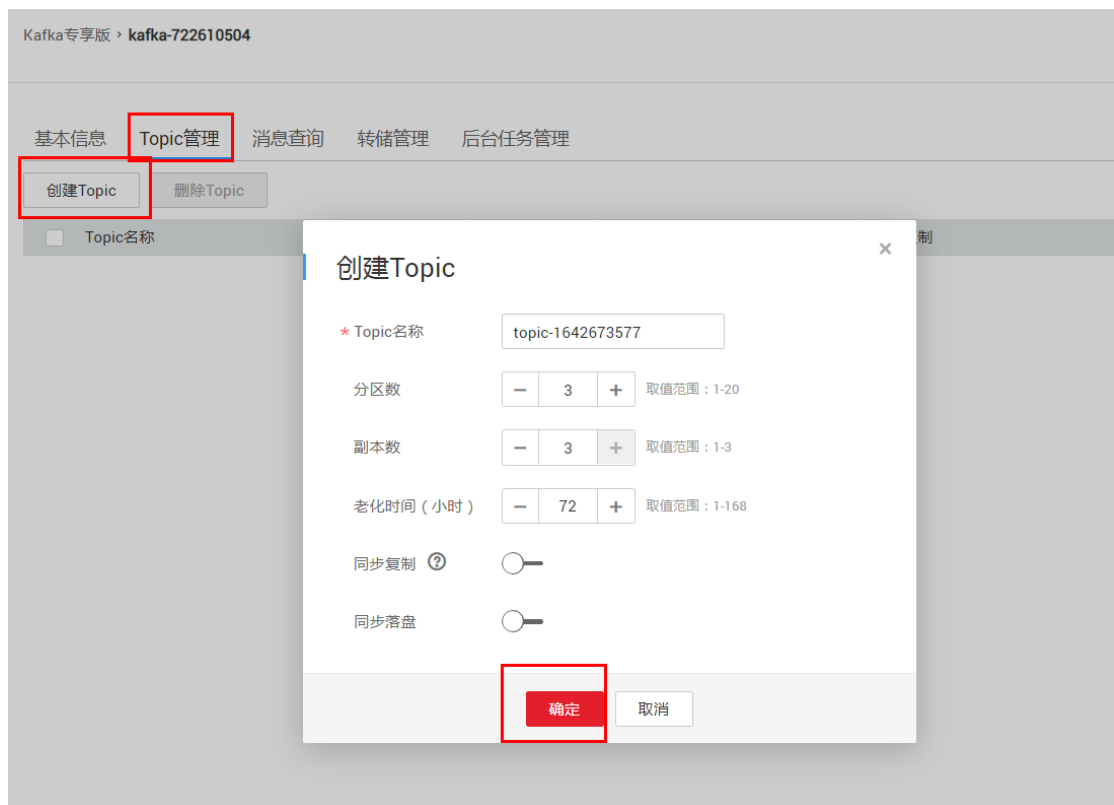 Kafka专享版 › kafka-722610504
基本信息 Topic管理 消息查询 转储管理 后台任务管理
创建Topic 删除Topic
Topic名称 制
创建Topic ×
* Topic名称 topic-1642673577
分区数 − 3 + 取值范围：1-20
副本数 − 3 + 取值范围：1-3
老化时间（小时） − 72 + 取值范围：1-168
同步复制 ?
同步落盘
确定 取消